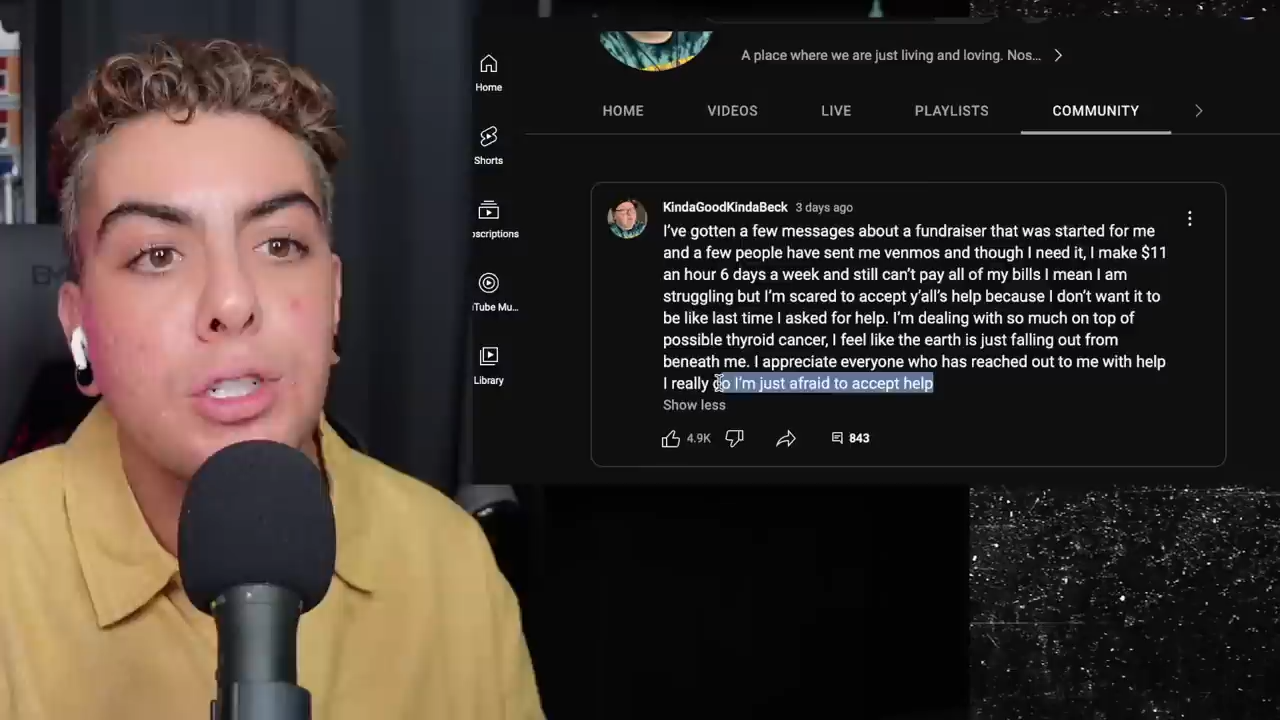 A place where we are just living and loving. Nos...
Home
HOME
VIDEOS
LIVE
PLAYLISTS
COMMUNITY
Shorts
KindaGoodKindaBeck 3 days ago
I've gotten a few messages about a fundraiser that was started for me
and a few people have sent me venmos and though I need it, I make $11
an hour 6 days a week and still can't pay all of my bills I mean I am
struggling but I'm scared to accept y'all's help because I don't want it to
be like last time I asked for help. I'm dealing with so much on top of
possible thyroid cancer, I feel like the earth is just falling out from
beneath me. I appreciate everyone who has reached out to me with help
I really do I'm just afraid to accept help
Show less
4.9K
843
bscriptions
uTube Mu...
Library